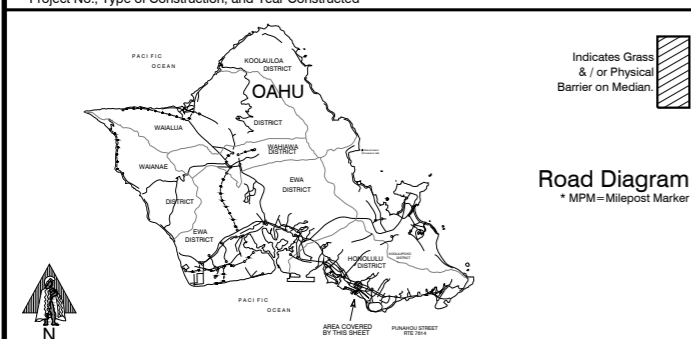 Project No., Type of Construction, and Year Constructed
PACIFIC
OCEAN
KOOLAULOA
DISTRICT
OAHU
Indicates Grass
& / or Physical
Barrier on Median.
WAIALUA
DISTRICT
WAHIAWA
DISTRICT
WAIANAE
EWA
DISTRICT
DISTRICT
Road Diagram
* MPM=Milepost Marker
EWA
DISTRICT
HONOLULU
DISTRICT
DISTRICT
PACIFIC
OCEAN
N
AREA COVERED
BY THIS SHEET
PUNAHOU STREET
RTE 7614